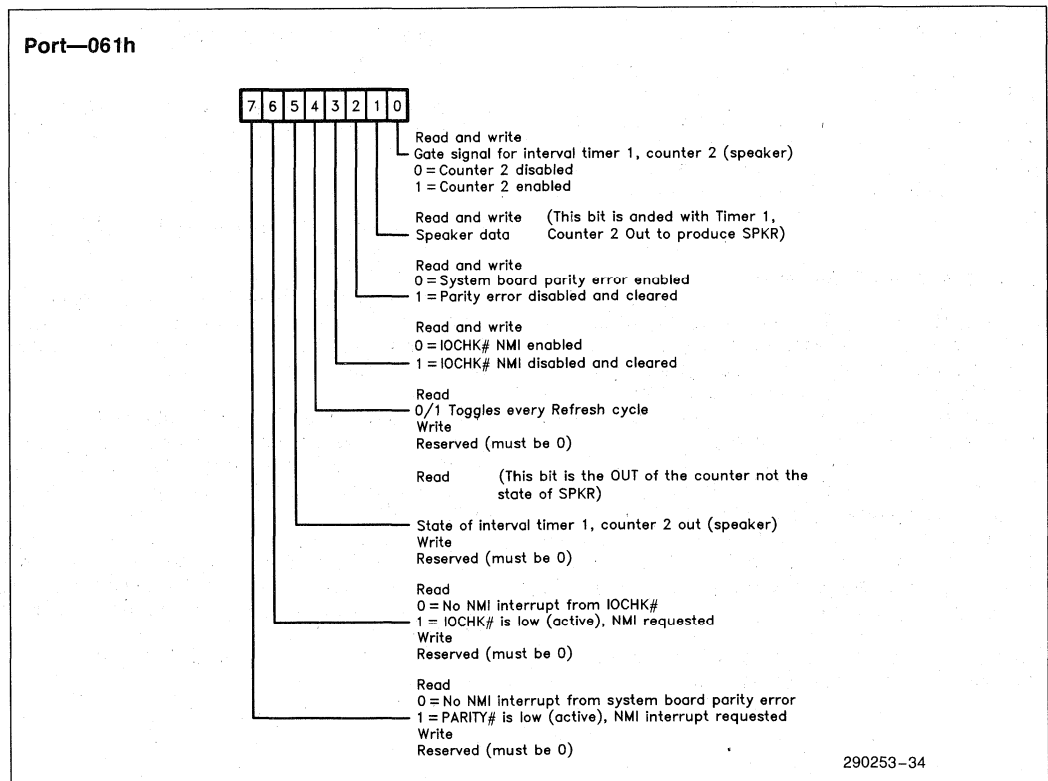 Port—061h
7 6 5 4 3 2 1 0
Read and write
Gate signal for interval timer 1, counter 2 (speaker)
0 = Counter 2 disabled
1 = Counter 2 enabled
Read and write (This bit is anded with Timer 1,
Speaker data Counter 2 Out to produce SPKR)
Read and write
0 = System board parity error enabled
1 = Parity error disabled and cleared
Read and write
0 = IOCHK# NMI enabled
1 = IOCHK# NMI disabled and cleared
Read
0/1 Toggles every Refresh cycle
Write
Reserved (must be 0)
Read (This bit is the OUT of the counter not the
state of SPKR)
State of interval timer 1, counter 2 out (speaker)
Write
Reserved (must be 0)
Read
0 = No NMI interrupt from IOCHK#
1 = IOCHK# is low (active), NMI requested
Write
Reserved (must be 0)
Read
0 = No NMI interrupt from system board parity error
1 = PARITY# is low (active), NMI interrupt requested
Write
Reserved (must be 0)
290253–34